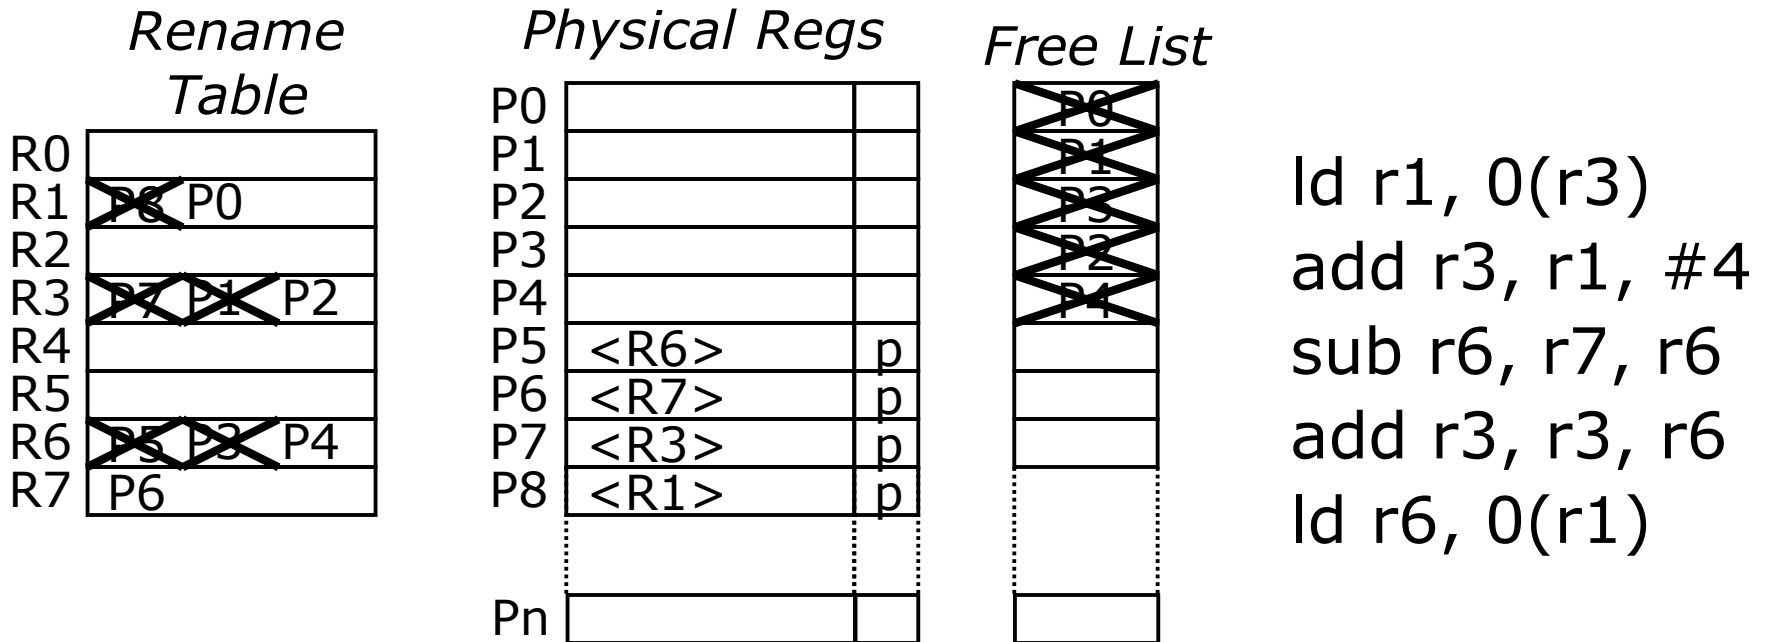 Rename
Table
R0
R1 P8 P0
R2
R3 P7 P1 P2
R4
R5
R6 P5 P3 P4
R7 P6
Physical Regs
P0
P1
P2
P3
P4
P5 <R6> p
P6 <R7> p
P7 <R3> p
P8 <R1> p
Pn
Free List
P0
P1
P3
P2
P4
ld r1, 0(r3)
add r3, r1, #4
sub r6, r7, r6
add r3, r3, r6
ld r6, 0(r1)